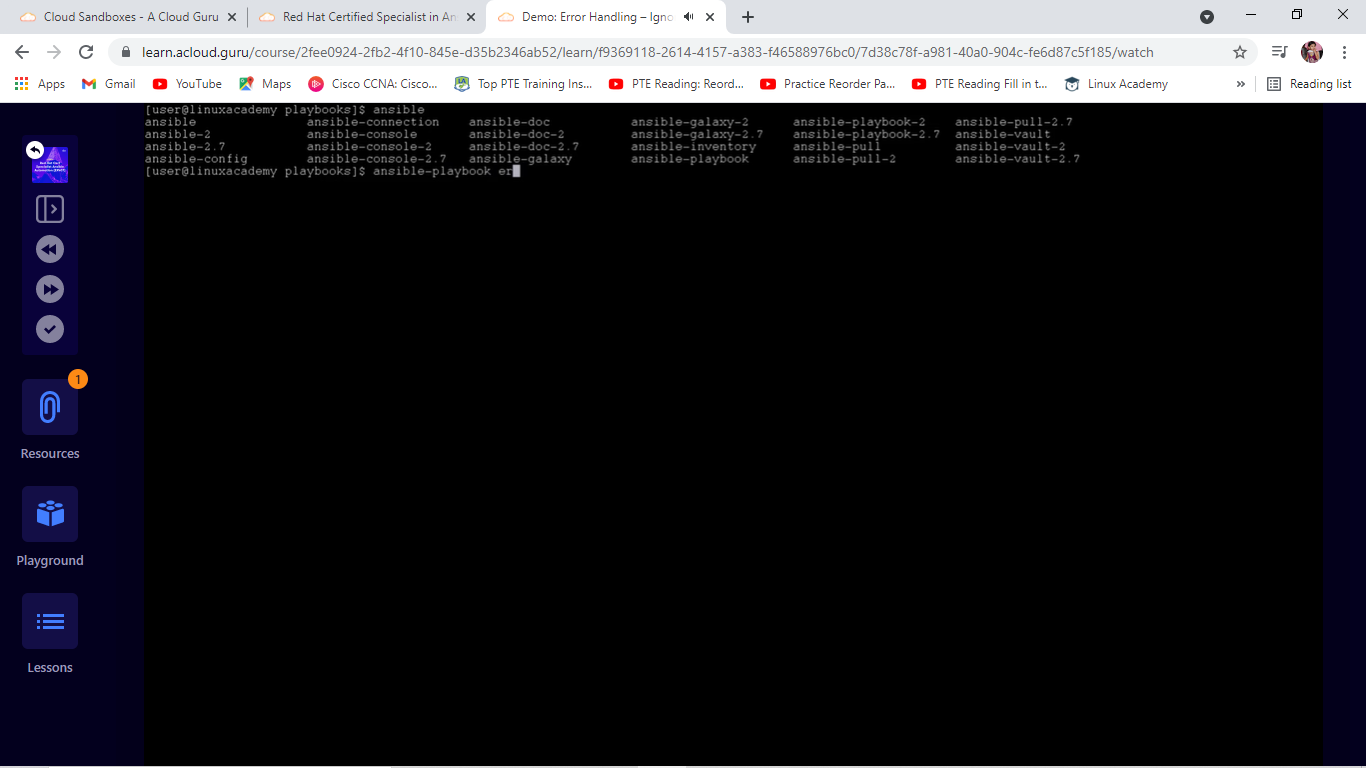 Cloud Sandboxes - A Cloud Guru
Red Hat Certified Specialist in An
Demo: Error Handling – Igno
learn.acloud.guru/course/2fee0924-2fb2-4f10-845e-d35b2346ab52/learn/f9369118-2614-4157-a383-f46588976bc0/7d38c78f-a981-40a0-904c-fe6d87c5f185/watch
Apps Gmail YouTube Maps Cisco CCNA: Cisco... Top PTE Training Ins... PTE Reading: Reord... Practice Reorder Pa... PTE Reading Fill in t... Linux Academy » Reading list
[user@linuxacademy playbooks]$ ansible
ansible ansible-connection ansible-doc ansible-galaxy-2 ansible-playbook-2 ansible-pull-2.7
ansible-2 ansible-console ansible-doc-2 ansible-galaxy-2.7 ansible-playbook-2.7 ansible-vault
ansible-2.7 ansible-console-2 ansible-doc-2.7 ansible-inventory ansible-pull ansible-vault-2
ansible-config ansible-console-2.7 ansible-galaxy ansible-playbook ansible-pull-2 ansible-vault-2.7
[user@linuxacademy playbooks]$ ansible-playbook er
1
Resources
Playground
Lessons